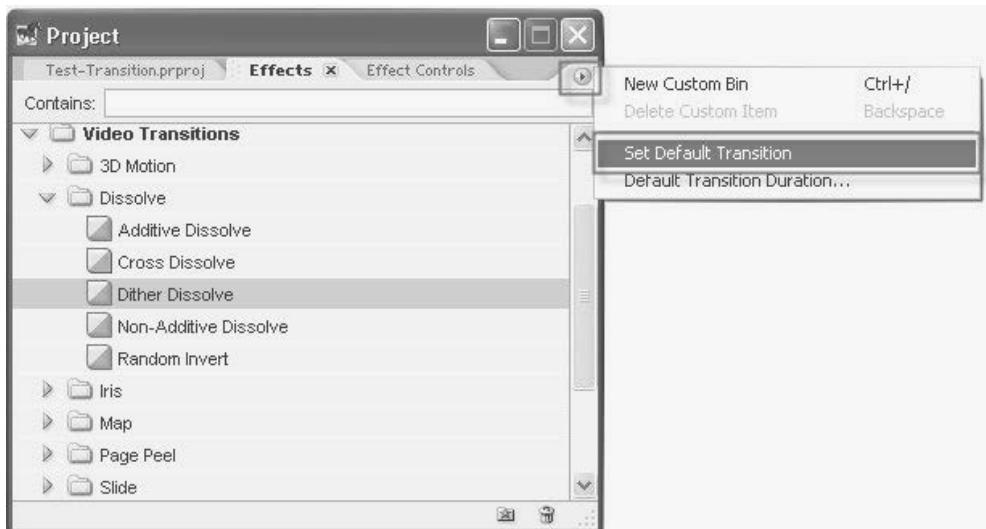 Project
Test-Transition.prproj Effects x Effect Controls
Contains:
Video Transitions
3D Motion
Dissolve
Additive Dissolve
Cross Dissolve
Dither Dissolve
Non-Additive Dissolve
Random Invert
Iris
Map
Page Peel
Slide
New Custom Bin Ctrl+/
Delete Custom Item Backspace
Set Default Transition
Default Transition Duration...